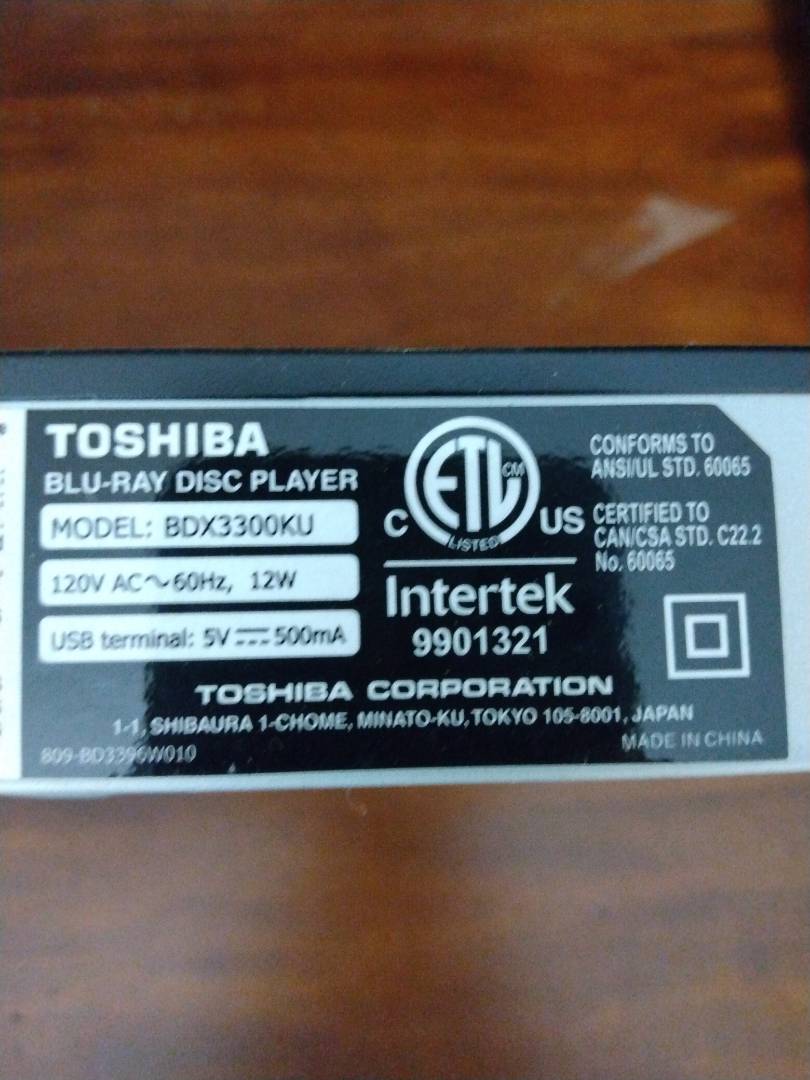 TOSHIBA
BLU-RAY DISC PLAYER
MODEL: BDX3300KU
120V AC～60Hz, 12W
USB terminal: 5V⎓500mA
ETL CM
C US
LISTED
Intertek
9901321
CONFORMS TO
ANSI/UL STD. 60065
CERTIFIED TO
CAN/CSA STD. C22.2
No. 60065
TOSHIBA CORPORATION
1-1, SHIBAURA 1-CHOME, MINATO-KU, TOKYO 105-8001, JAPAN
809-BD3396W010
MADE IN CHINA